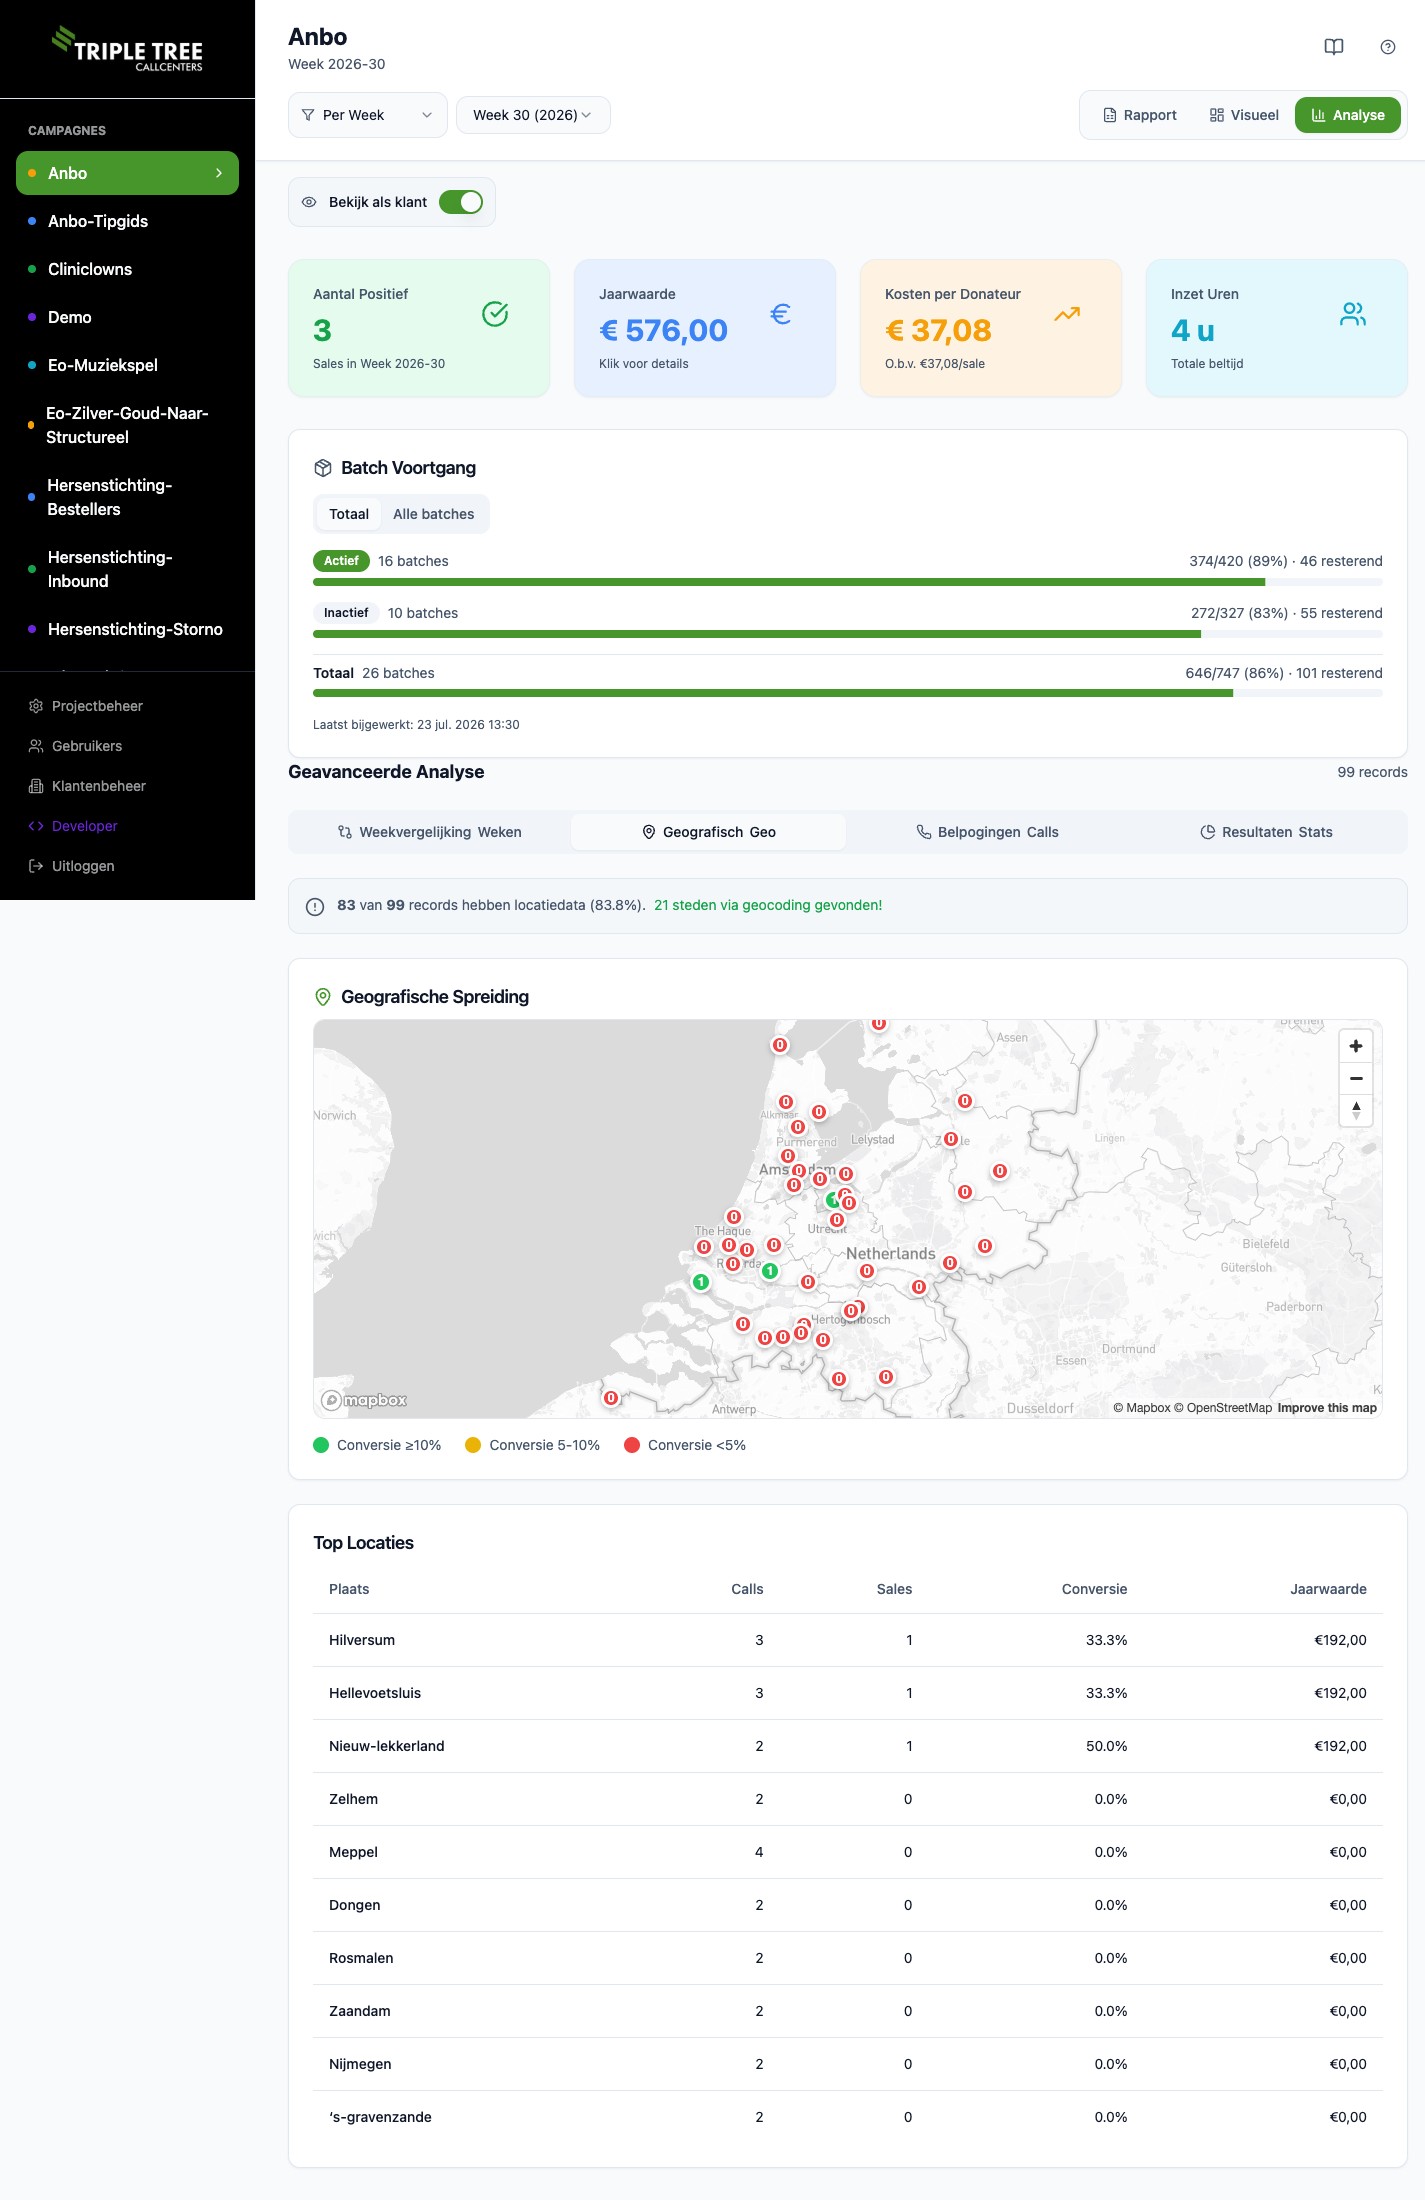 TRIPLE TREE
CALLCENTERS
CAMPAGNES
Anbo
Anbo-Tipgids
Cliniclowns
Demo
Eo-Muziekspel
Eo-Zilver-Goud-Naar-
Structureel
Hersenstichting-
Bestellers
Hersenstichting-
Inbound
Hersenstichting-Storno
Projectbeheer
Gebruikers
Klantenbeheer
Developer
Uitloggen
Anbo
Week 2026-30
Per Week
Week 30 (2026)
Rapport
Visueel
Analyse
Bekijk als klant
Aantal Positief
3
Sales in Week 2026-30
Jaarwaarde
€ 576,00
Klik voor details
Kosten per Donateur
€ 37,08
O.b.v. €37,08/sale
Inzet Uren
4 u
Totale beltijd
Batch Voortgang
Totaal Alle batches
Actief 16 batches 374/420 (89%) · 46 resterend
Inactief 10 batches 272/327 (83%) · 55 resterend
Totaal 26 batches 646/747 (86%) · 101 resterend
Laatst bijgewerkt: 23 jul. 2026 13:30
Geavanceerde Analyse 99 records
Weekvergelijking Weken Geografisch Geo Belpogingen Calls Resultaten Stats
83 van 99 records hebben locatiedata (83.8%). 21 steden via geocoding gevonden!
Geografische Spreiding
Bremen
Assen
Norwich
Alkmaar
Purmerend
Lelystad
Lingen
Amsterdam
Utrecht
The Hague
Netherlands
Bielefeld
Gütersloh
Paderborn
Hertogenbosch
Dortmund
Essen
Antwerp
Dusseldorf
mapbox
© Mapbox © OpenStreetMap Improve this map
Conversie ≥10% Conversie 5-10% Conversie <5%
Top Locaties
Plaats Calls Sales Conversie Jaarwaarde
Hilversum 3 1 33.3% €192,00
Hellevoetsluis 3 1 33.3% €192,00
Nieuw-lekkerland 2 1 50.0% €192,00
Zelhem 2 0 0.0% €0,00
Meppel 4 0 0.0% €0,00
Dongen 2 0 0.0% €0,00
Rosmalen 2 0 0.0% €0,00
Zaandam 2 0 0.0% €0,00
Nijmegen 2 0 0.0% €0,00
‘s-gravenzande 2 0 0.0% €0,00